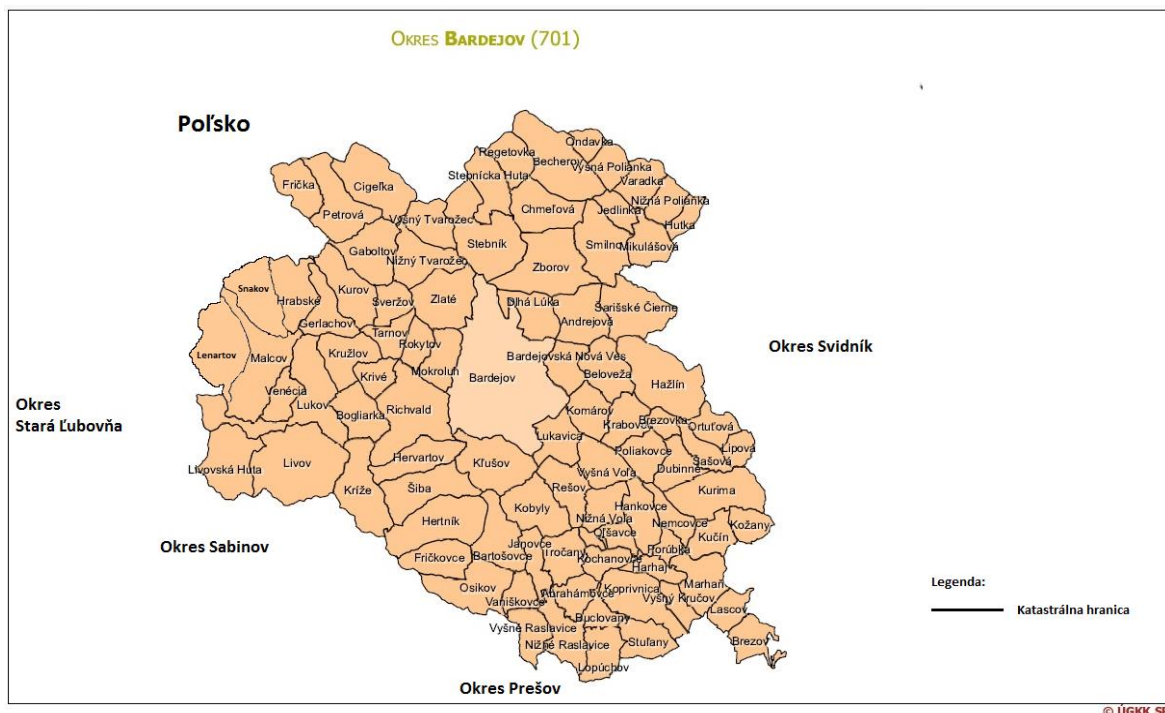 OKRES BARDEJOV (701)
Poľsko
Ondavka
Regetovka
Becherov
Vyšná Polianka
Stebnícka Huta
Varadka
Frička
Cigeľka
Nižná Polianka
Petrová
Chmeľová
Jedlinka
Vyšný Tvarožec
Hutka
Stebník
Smilno
Mikulášová
Gaboltov
Nižný Tvarožec
Zborov
Snakov
Hrabské
Kurov
Sveržov
Zlaté
Dlhá Lúka
Šarišské Čierne
Gerlachov
Andrejová
Tarnov
Rokytov
Okres Svidník
Lenartov
Malcov
Kružlov
Bardejovská Nová Ves
Mokroluh
Beloveža
Krivé
Bardejov
Hažlín
Venécia
Okres
Stará Ľubovňa
Lukov
Richvald
Bogliarka
Komárov
Krabovce
Brezovka
Ortuťová
Lukavica
Lipová
Poliakovce
Hervartov
Kľušov
Livov
Livovská Huta
Vyšná Voľa
Dubinné
Šašová
Kríže
Šiba
Rešov
Kurima
Kobyly
Hankovce
Hertník
Nižná Voľa
Nemcovce
Kožany
Oľšavce
Kučín
Okres Sabinov
Janovce
Tročany
Porúbka
Fričkovce
Bartošovce
Kochanovce
Harhaj
Marhaň
Legenda:
Osikov
Abrahámovce
Koprivnica
Vaniškovce
Vyšný Kručov
Lascov
Katastrálna hranica
Buclovany
Vyšné Raslavice
Nižné Raslavice
Stuľany
Brezov
Lopúchov
Okres Prešov
© ÚGKK SR